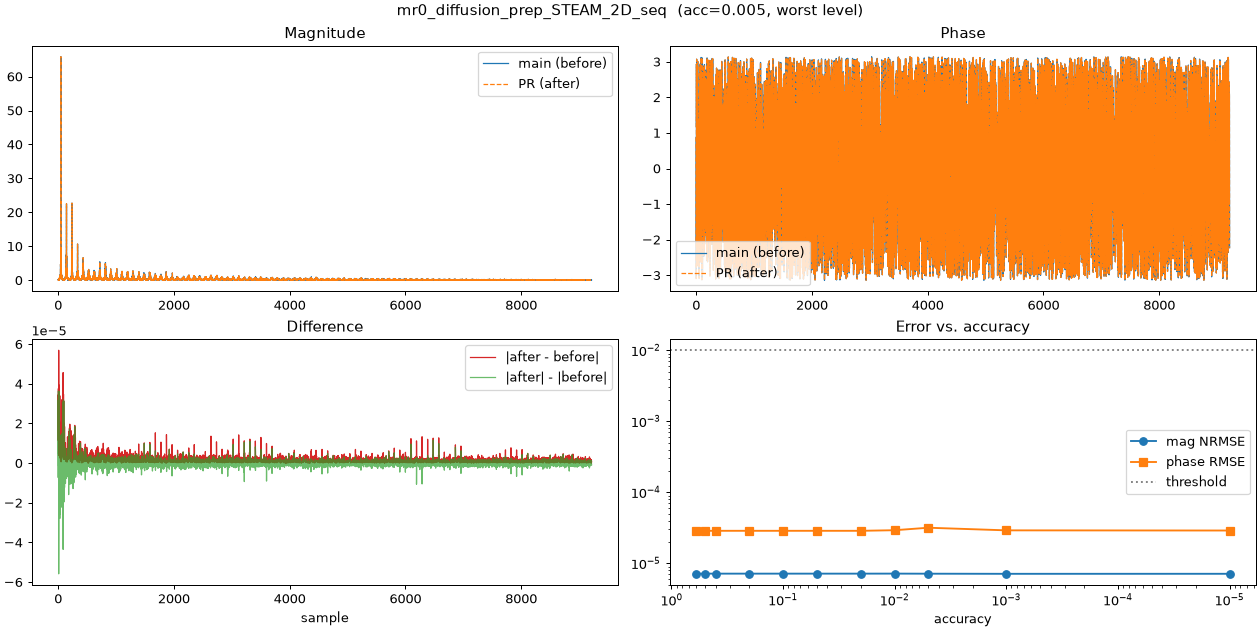 mr0_diffusion_prep_STEAM_2D_seq  (acc=0.005, worst level)
Magnitude
60
50
40
30
20
10
0
0 2000 4000 6000 8000
main (before)
PR (after)
Phase
3
2
1
0
−1
−2
−3
0 2000 4000 6000 8000
main (before)
PR (after)
Difference
1e−5
6
4
2
0
−2
−4
−6
0 2000 4000 6000 8000
sample
|after - before|
|after| - |before|
Error vs. accuracy
10⁻²
10⁻³
10⁻⁴
10⁻⁵
10⁰ 10⁻¹ 10⁻² 10⁻³ 10⁻⁴ 10⁻⁵
accuracy
mag NRMSE
phase RMSE
threshold